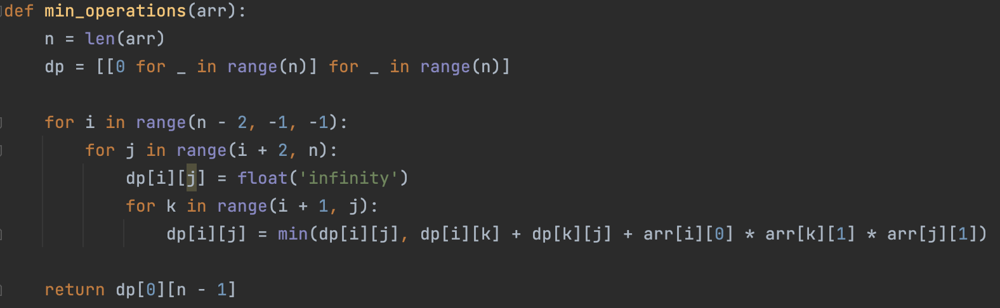 def min_operations(arr):
    n = len(arr)
    dp = [[0 for _ in range(n)] for _ in range(n)]
    for i in range(n - 2, -1, -1):
        for j in range(i + 2, n):
            dp[i][j] = float('infinity')
            for k in range(i + 1, j):
                dp[i][j] = min(dp[i][j], dp[i][k] + dp[k][j] + arr[i][0] * arr[k][1] * arr[j][1])
    return dp[0][n - 1]